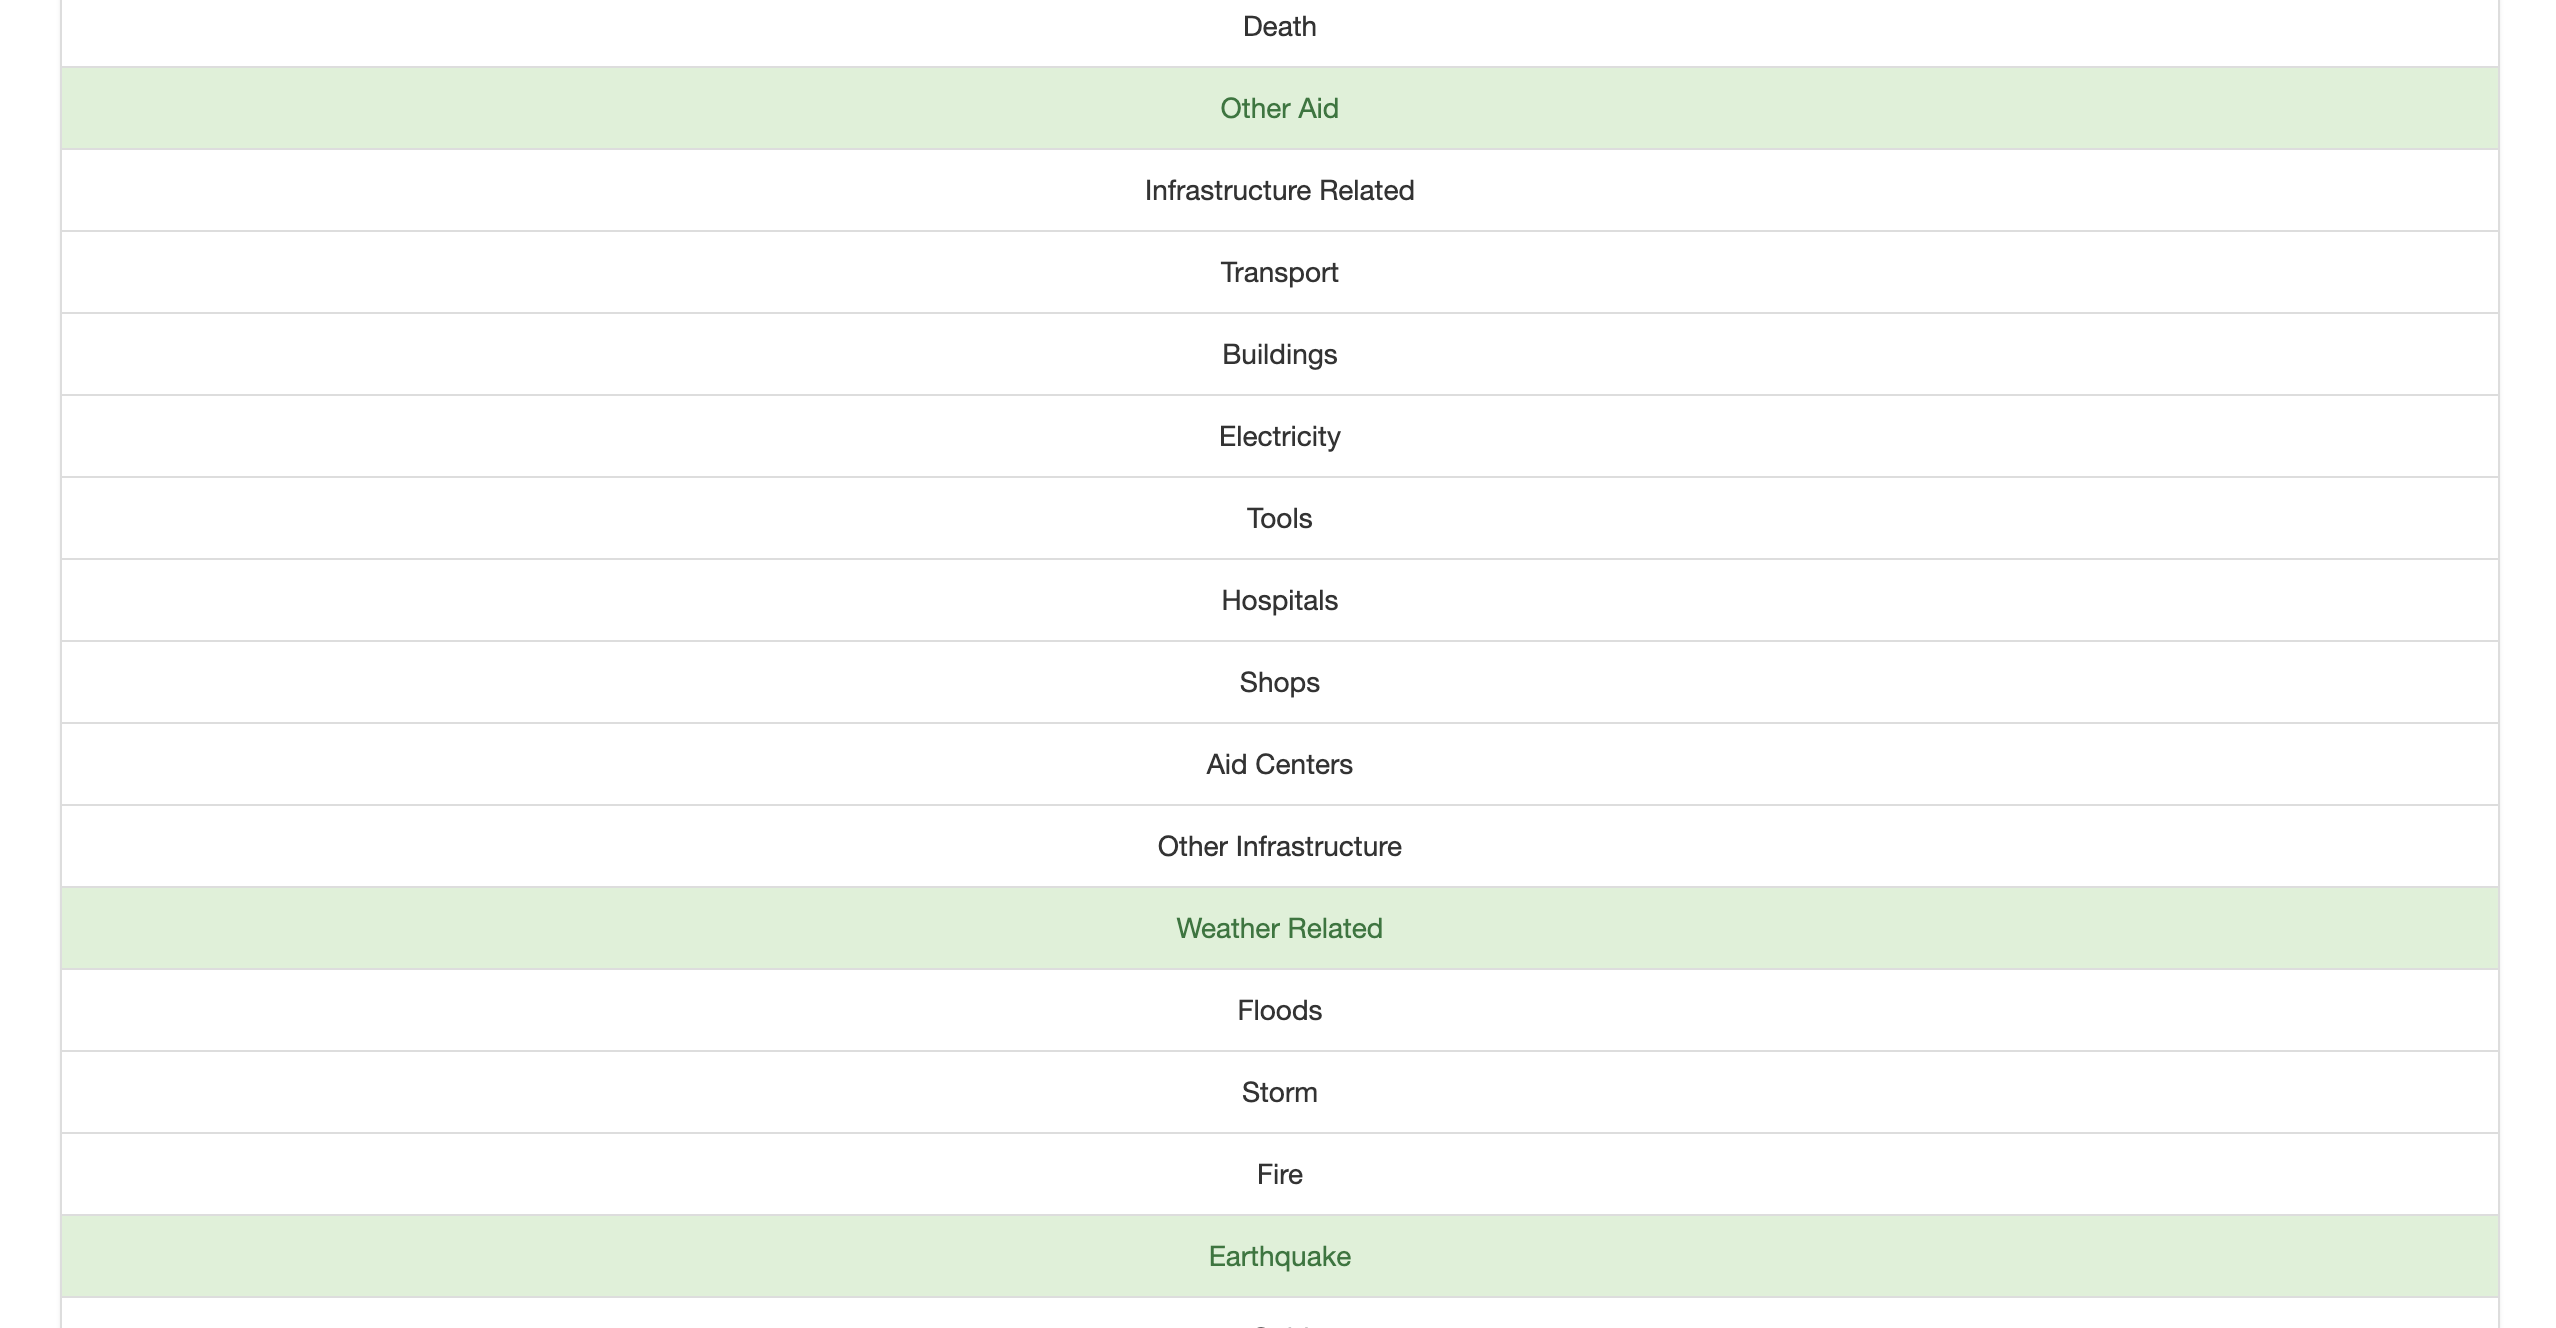 Death
Other Aid
Infrastructure Related
Transport
Buildings
Electricity
Tools
Hospitals
Shops
Aid Centers
Other Infrastructure
Weather Related
Floods
Storm
Fire
Earthquake